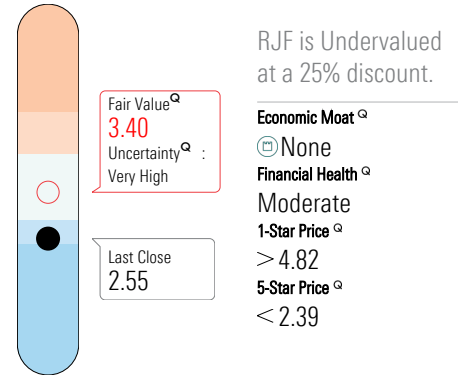 Fair Value Q
3.40
Uncertainty Q :
Very High
Last Close
2.55
RJF is Undervalued
at a 25% discount.
Economic Moat Q
None
Financial Health Q
Moderate
1-Star Price Q
>4.82
5-Star Price Q
<2.39